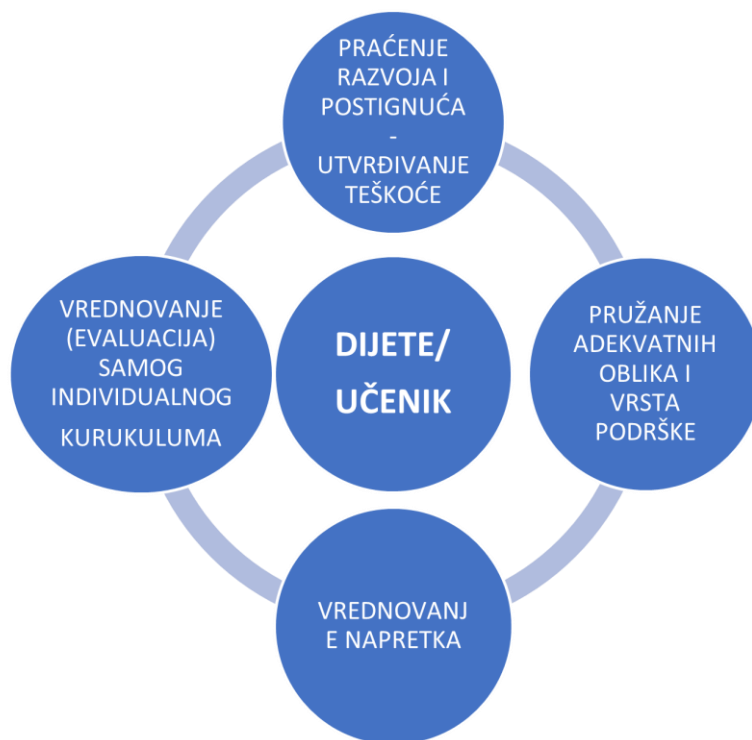 PRAĆENJE
RAZVOJA I
POSTIGNUĆA
-
UTVRĐIVANJE
TEŠKOĆE
VREDNOVANJE
(EVALUACIJA)
SAMOG
INDIVIDUALNOG
KURUKULUMA
DIJETE/
UČENIK
PRUŽANJE
ADEKVATNIH
OBLIKA I
VRSTA
PODRŠKE
VREDNOVANJ
E NAPRETKA